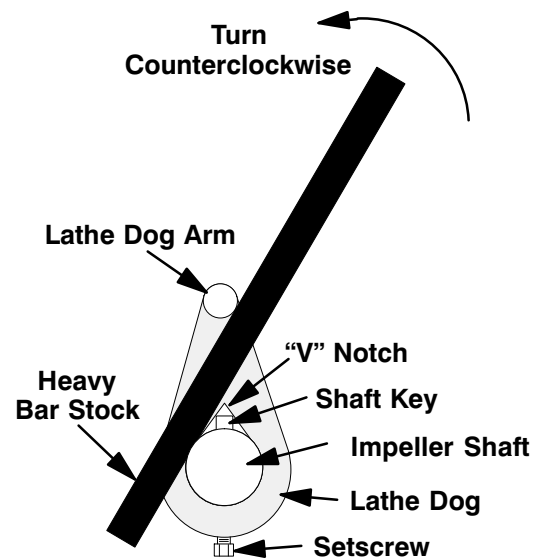 Turn
Counterclockwise
Lathe Dog Arm
“V” Notch
Heavy
Bar Stock
Shaft Key
Impeller Shaft
Lathe Dog
Setscrew